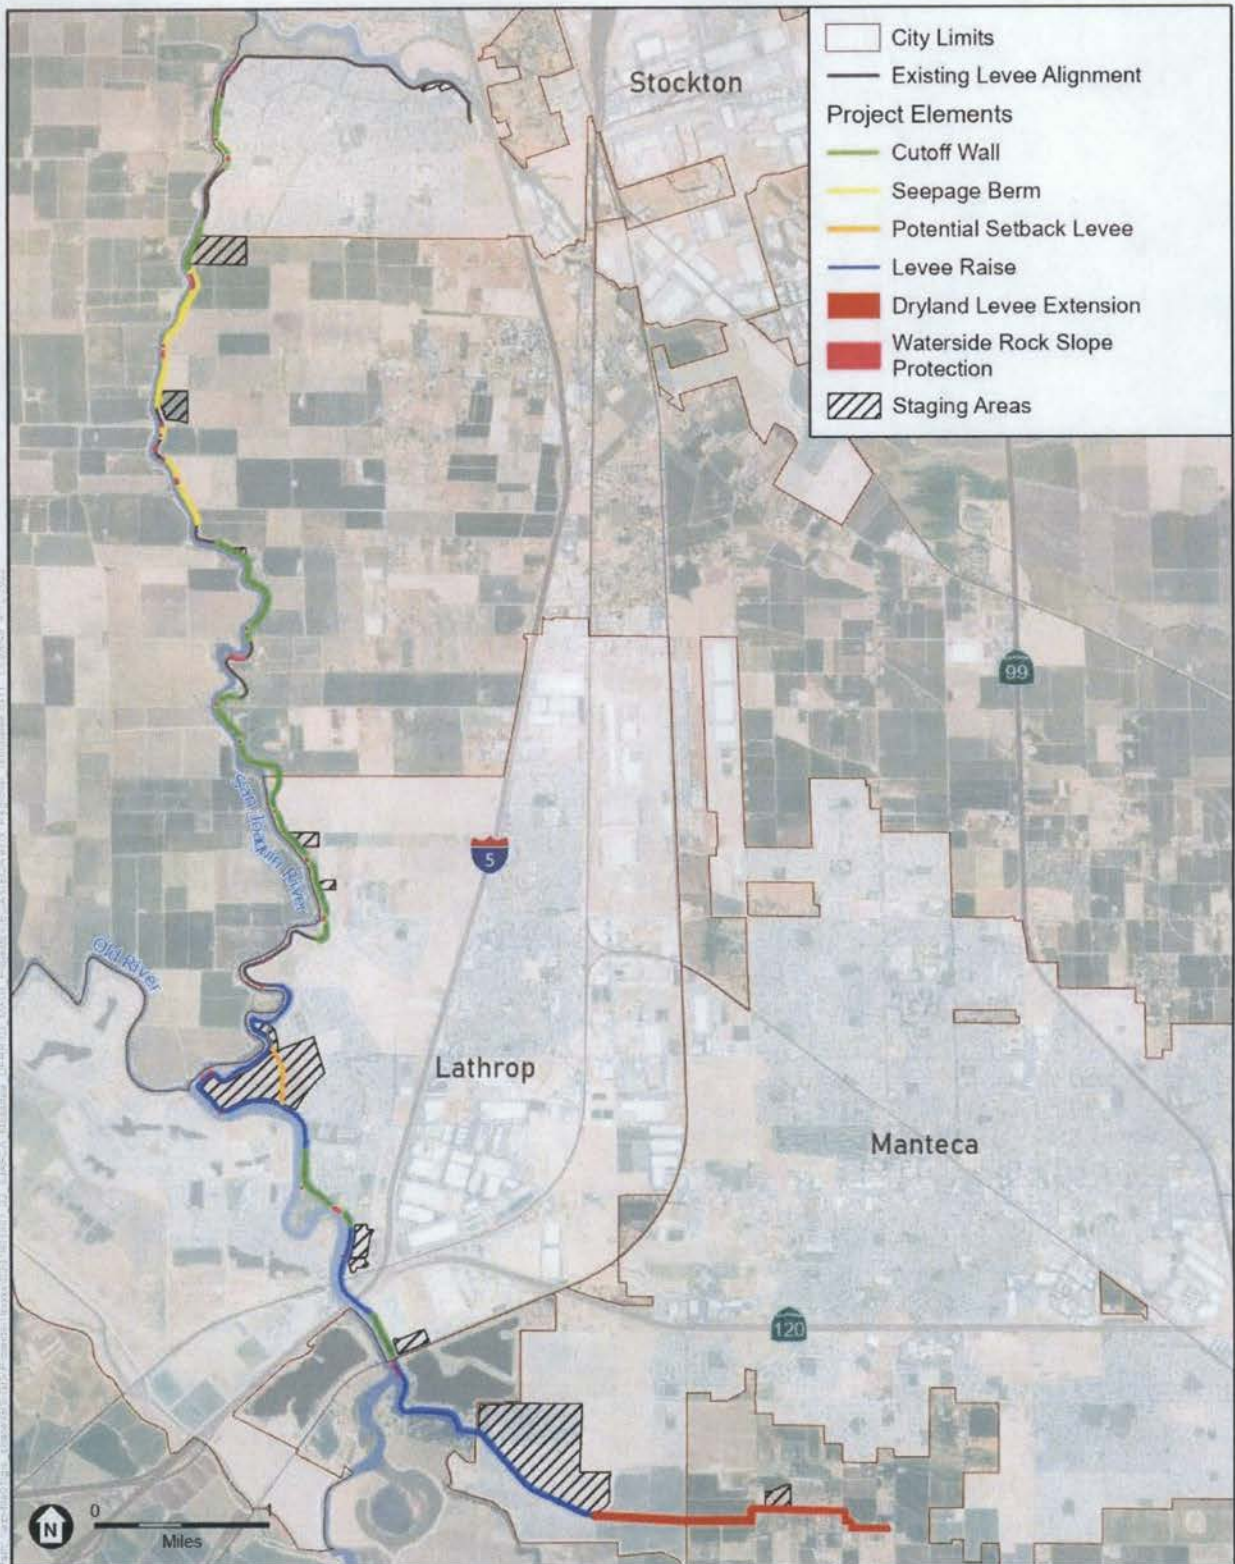 City Limits
Existing Levee Alignment
Project Elements
Cutoff Wall
Seepage Berm
Potential Setback Levee
Levee Raise
Dryland Levee Extension
Waterside Rock Slope
Protection
Staging Areas
Stockton
99
San Joaquin River
5
Old River
Lathrop
Manteca
120
N
0
1
Miles